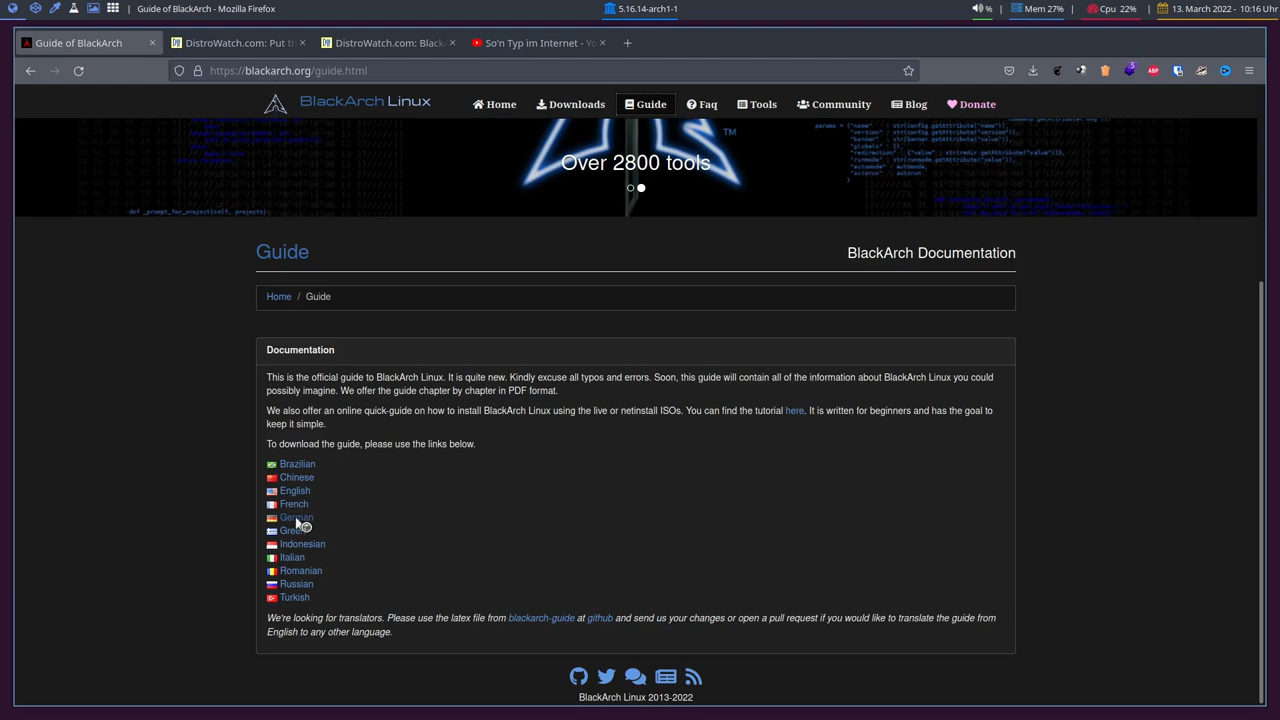 Guide of BlackArch - Mozilla Firefox
5.16.14-arch1-1
%
Mem 27%
Cpu 22%
13. March 2022 - 10:16 Uhr
Guide of BlackArch
DistroWatch.com: Put th
DistroWatch.com: Black
So'n Typ im Internet - Yo
https://blackarch.org/guide.html
5
ABP
BlackArch Linux
Home
Downloads
Guide
Faq
Tools
Community
Blog
Donate
TM
Over 2800 tools
def _prompt_for_project(self, projects):
Guide
BlackArch Documentation
Home / Guide
Documentation
This is the official guide to BlackArch Linux. It is quite new. Kindly excuse all typos and errors. Soon, this guide will contain all of the information about BlackArch Linux you could
possibly imagine. We offer the guide chapter by chapter in PDF format.
We also offer an online quick-guide on how to install BlackArch Linux using the live or netinstall ISOs. You can find the tutorial here. It is written for beginners and has the goal to
keep it simple.
To download the guide, please use the links below.
Brazilian
Chinese
English
French
German
Greek
Indonesian
Italian
Romanian
Russian
Turkish
We're looking for translators. Please use the latex file from blackarch-guide at github and send us your changes or open a pull request if you would like to translate the guide from
English to any other language.
BlackArch Linux 2013-2022